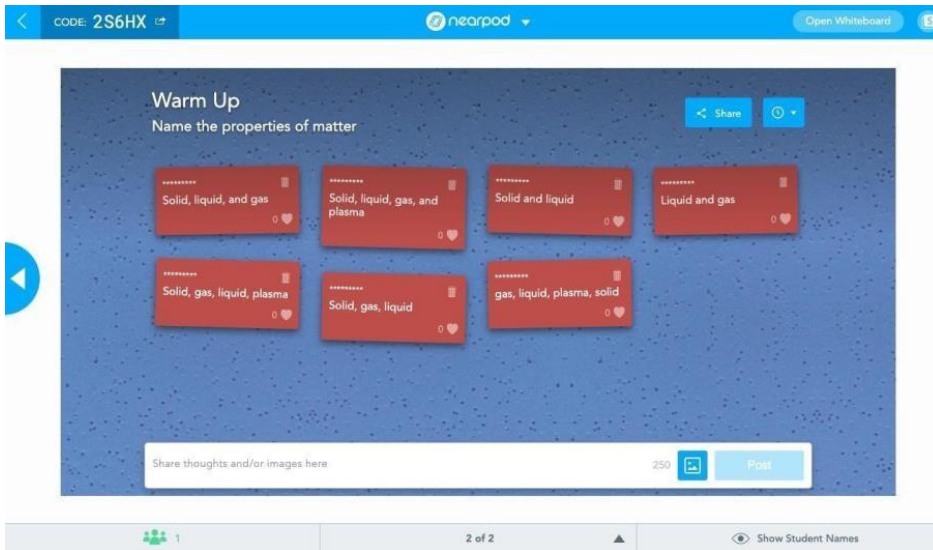 CODE: 2S6HX
nearpod
Open Whiteboard
Warm Up
Name the properties of matter
Share
*********
Solid, liquid, and gas
0
*********
Solid, liquid, gas, and
plasma
0
*********
Solid and liquid
0
*********
Liquid and gas
0
*********
Solid, gas, liquid, plasma
0
*********
Solid, gas, liquid
0
*********
gas, liquid, plasma, solid
0
Share thoughts and/or images here
250
Post
1
2 of 2
Show Student Names